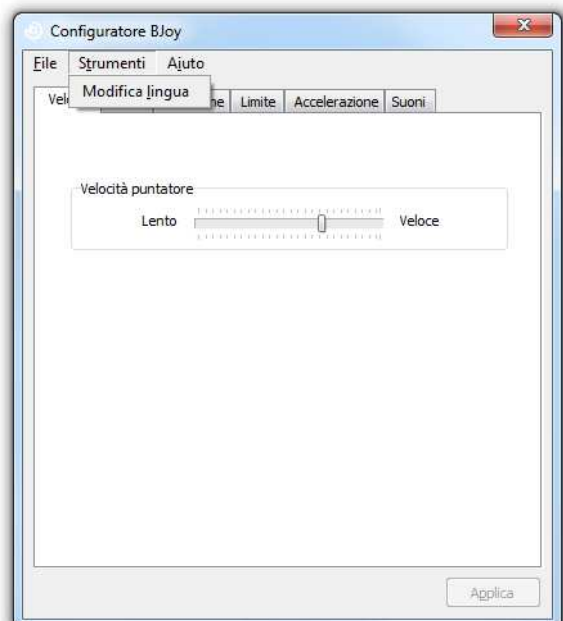 Configuratore BJoy
File Strumenti Aiuto
Modifica lingua
Limite Accelerazione Suoni
Velocità puntatore
Lento Veloce
Applica